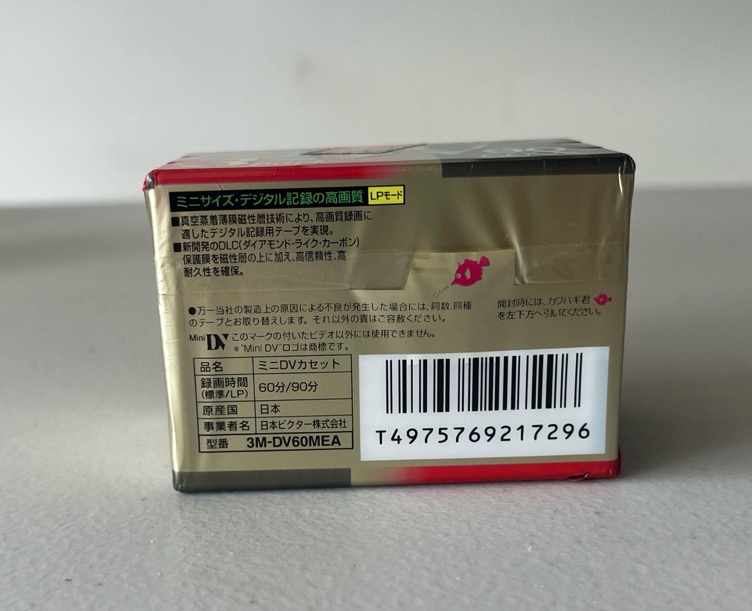 ミニサイズ・デジタル記録の高画質 LPモード
■真空蒸着薄膜磁性層技術により、高画質録画に
適したデジタル記録用テープを実現。
■新開発のDLC(ダイアモンド・ライク・カーボン)
保護膜を磁性層の上に加え、高信頼性、高
耐久性を確保。
●万一当社の製造上の原因による不良が発生した場合には、同数、同種
のテープとお取り替えします。それ以外の責はご容赦ください。
開封時には、カワハギ君
を左下方へ引いてください。
Mini DV このマークの付いたビデオ以外には使用できません。
＊"Mini DV"ロゴは商標です。
品名 ミニDVカセット
録画時間 (標準/LP) 60分/90分
原産国 日本
事業者名 日本ビクター株式会社
型番 3M-DV60MEA
T4975769217296